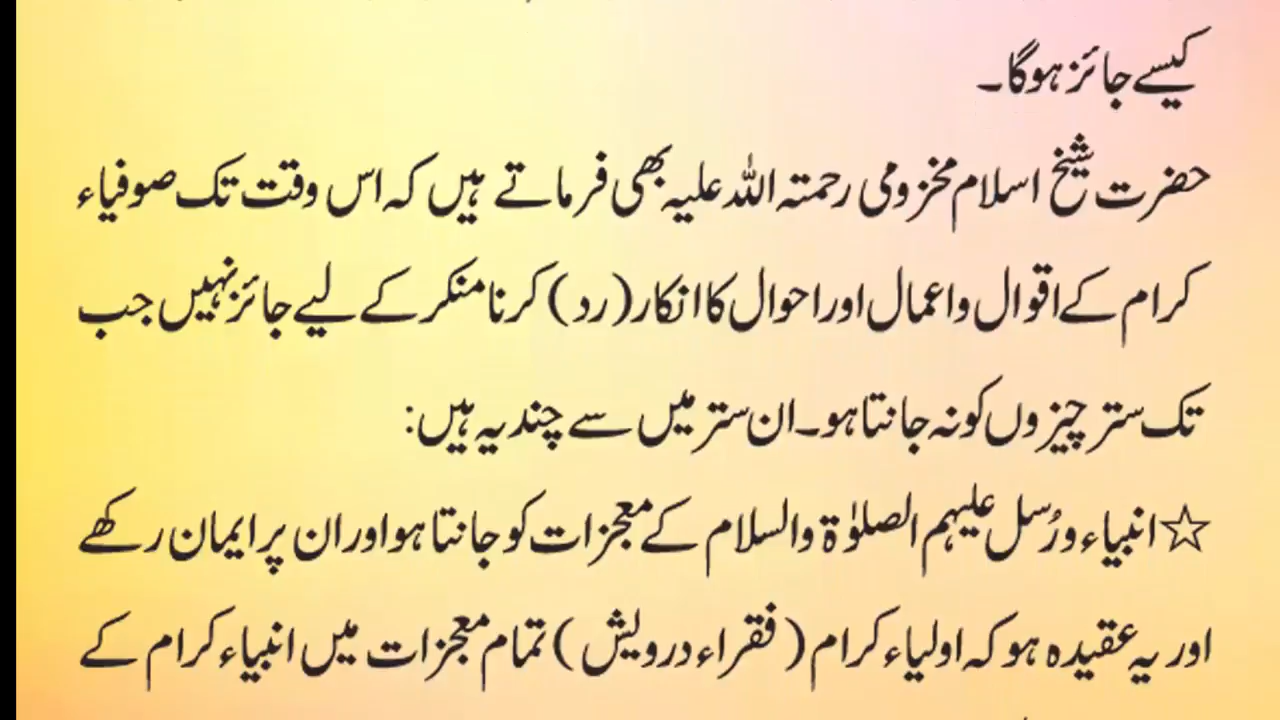 کیسے جائز ہوگا۔
حضرت شیخ اسلام مخزومی رحمتہ اللہ علیہ بھی فرماتے ہیں کہ اس وقت تک صوفیاء
کرام کے اقوال واعمال اور احوال کا انکار (رد) کرنا منکر کے لیے جائز نہیں جب
تک ستر چیزوں کو نہ جانتا ہو۔ ان ستر میں سے چند یہ ہیں:
☆ انبیاء ورُسل علیہم الصلوٰۃ والسلام کے معجزات کو جانتا ہو اور ان پر ایمان رکھے
اور یہ عقیدہ ہو کہ اولیاء کرام (فقراء درویش) تمام معجزات میں انبیاء کرام کے